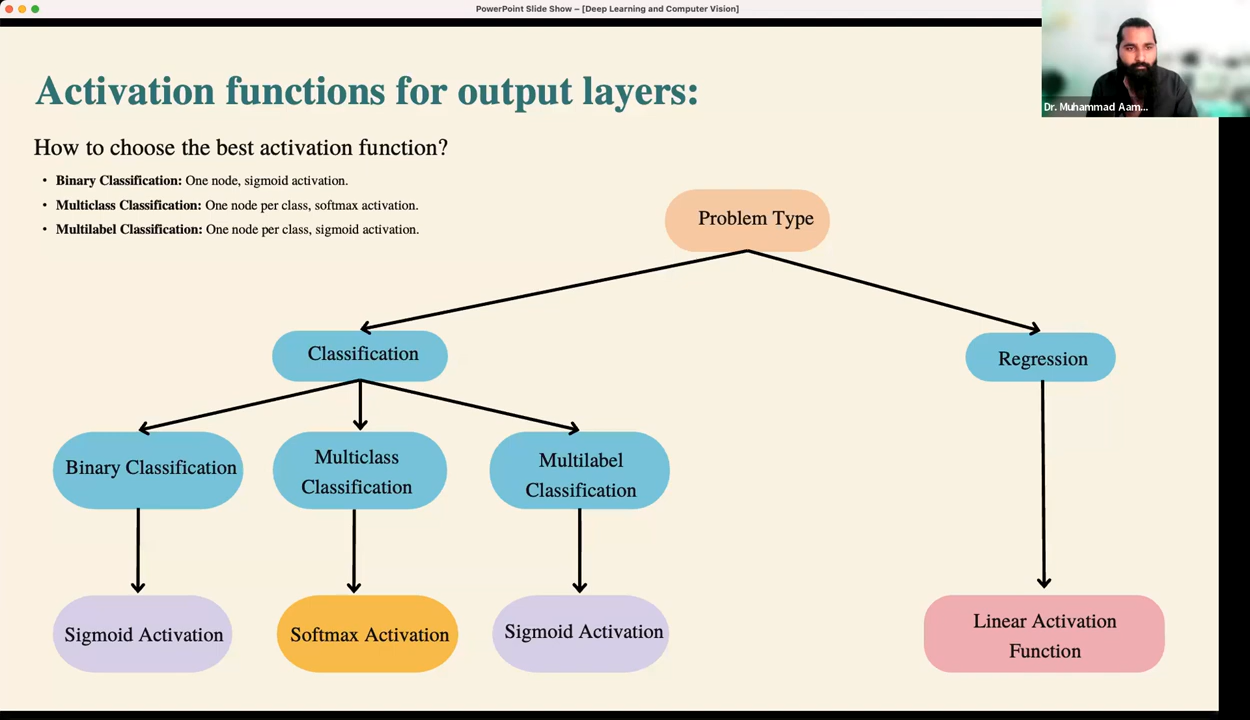 PowerPoint Slide Show – [Deep Learning and Computer Vision]
Dr. Muhammad Aam...
Activation functions for output layers:
How to choose the best activation function?
• Binary Classification: One node, sigmoid activation.
• Multiclass Classification: One node per class, softmax activation.
• Multilabel Classification: One node per class, sigmoid activation.
Problem Type
Classification
Regression
Binary Classification
Multiclass
Classification
Multilabel
Classification
Sigmoid Activation
Softmax Activation
Sigmoid Activation
Linear Activation
Function